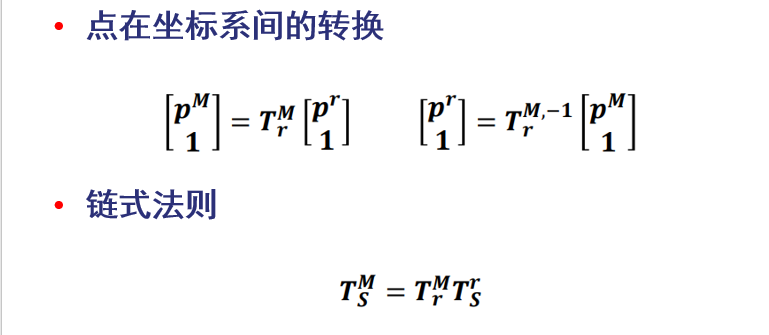 • 点在坐标系间的转换
$\begin{bmatrix} p^M \\ 1 \end{bmatrix} = T_r^M \begin{bmatrix} p^r \\ 1 \end{bmatrix} \quad \begin{bmatrix} p^r \\ 1 \end{bmatrix} = T_r^{M,-1} \begin{bmatrix} p^M \\ 1 \end{bmatrix}$
• 链式法则
$T_S^M = T_r^M T_S^r$